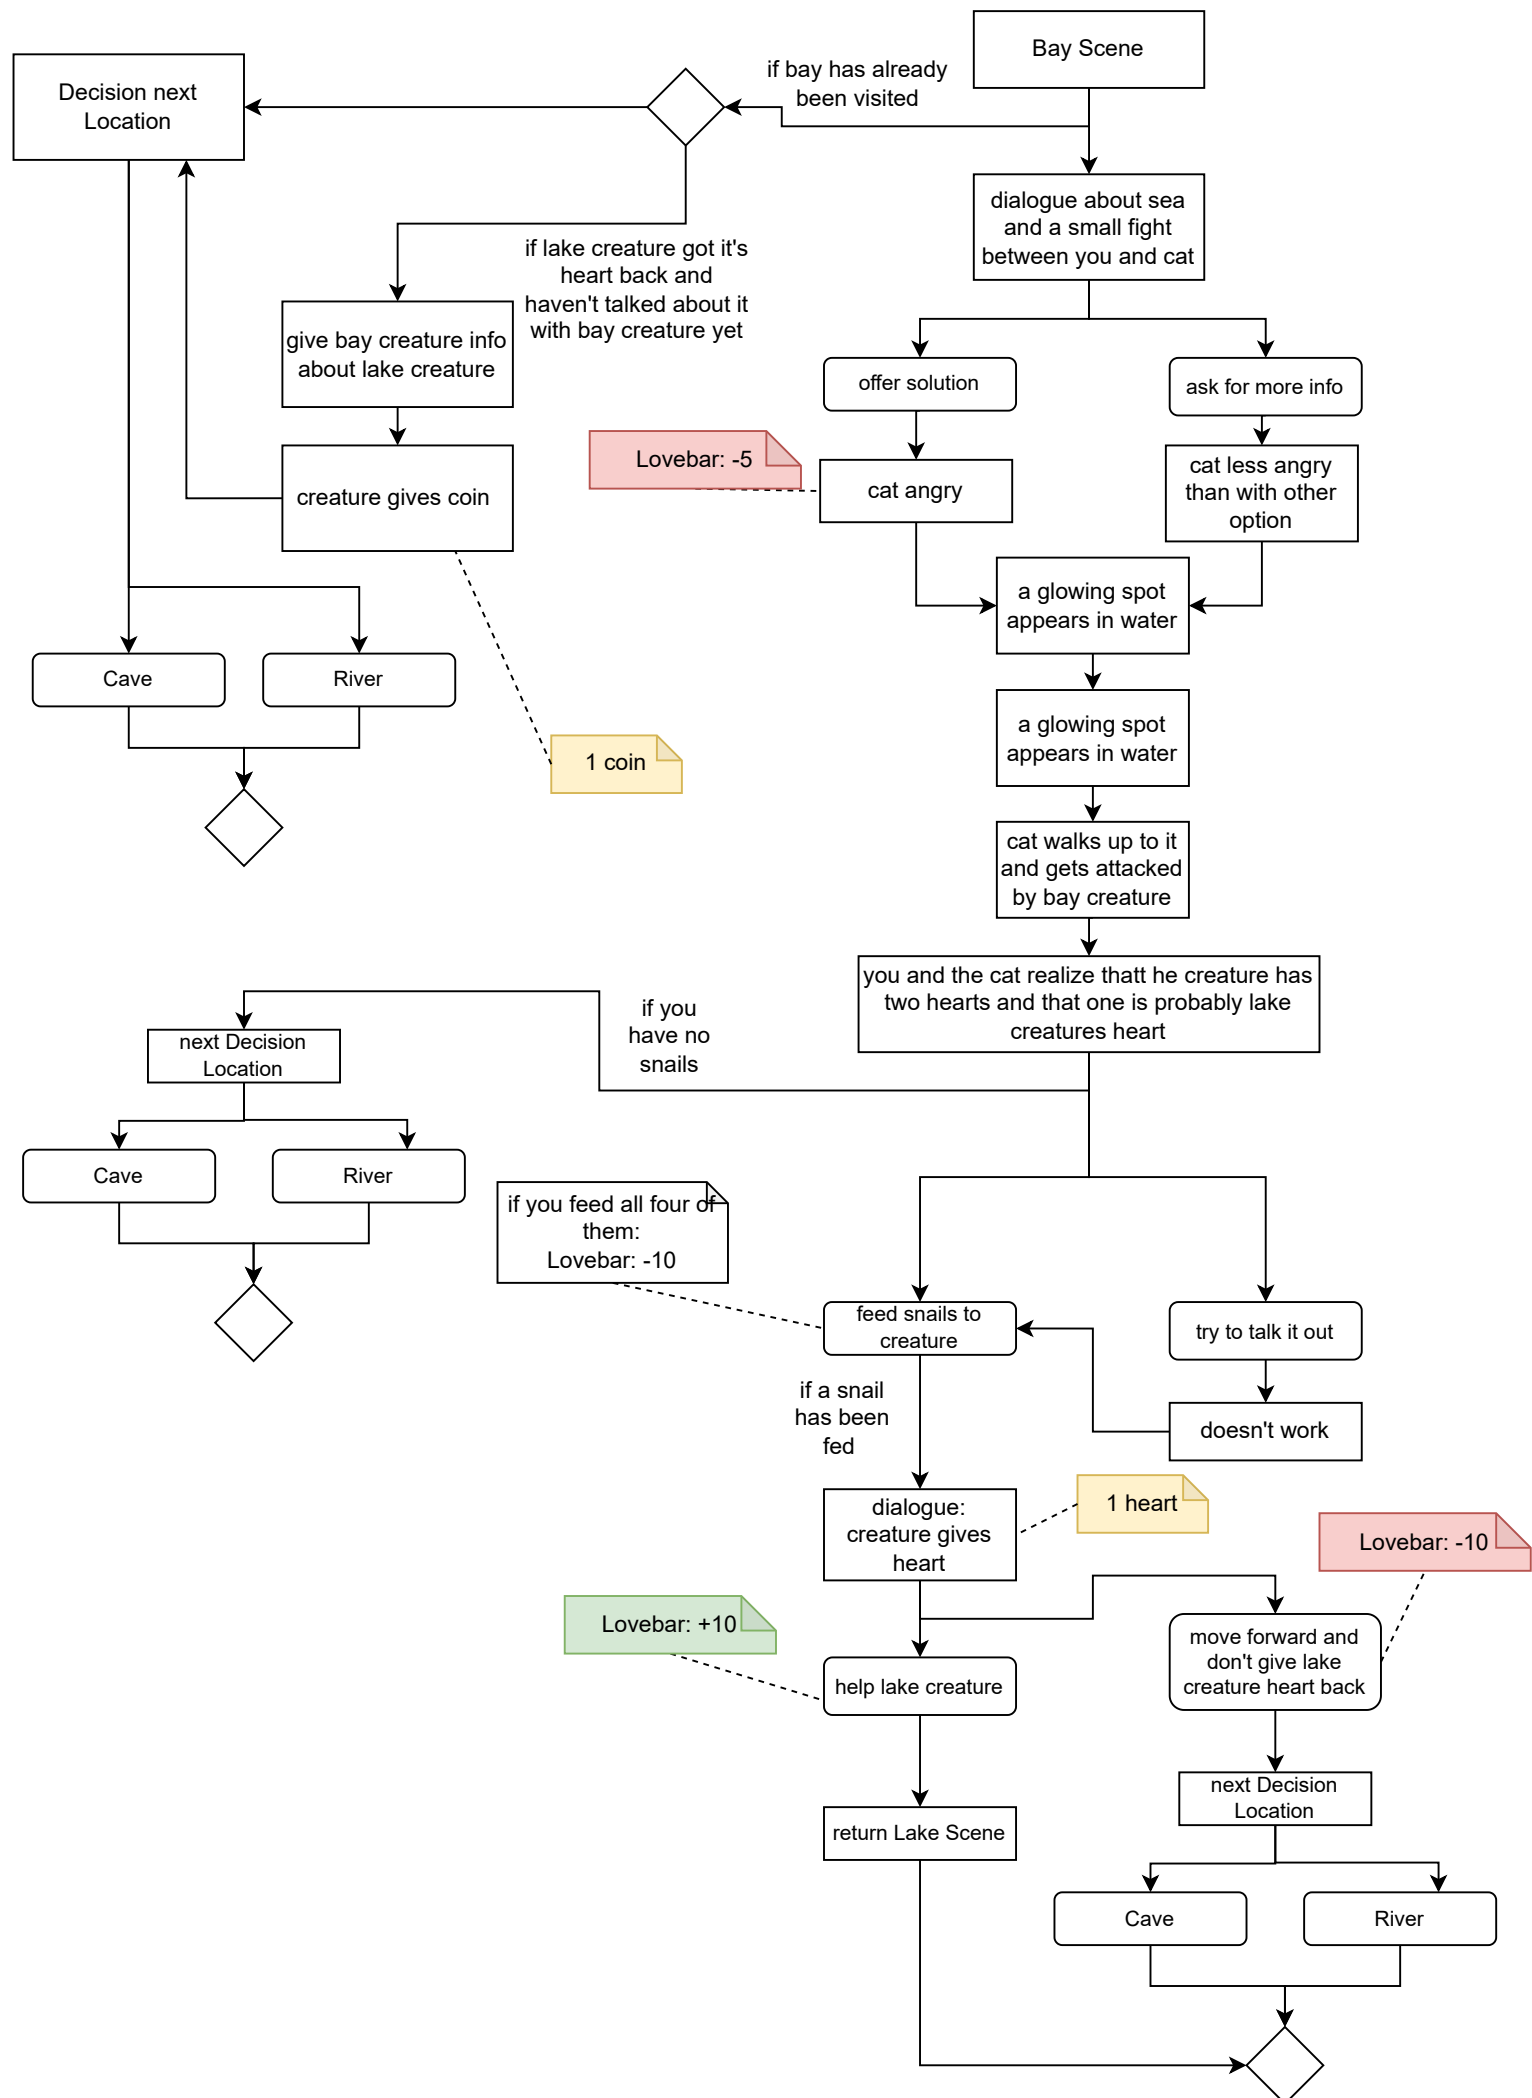 Bay Scene
if bay has already
been visited
Decision next
Location
dialogue about sea
and a small fight
between you and cat
if lake creature got it's
heart back and
haven't talked about it
with bay creature yet
give bay creature info
about lake creature
offer solution
ask for more info
Lovebar: -5
cat angry
cat less angry
than with other
option
creature gives coin
a glowing spot
appears in water
Cave
River
a glowing spot
appears in water
1 coin
cat walks up to it
and gets attacked
by bay creature
you and the cat realize thatt he creature has
two hearts and that one is probably lake
creatures heart
if you
have no
snails
next Decision
Location
Cave
River
if you feed all four of
them:
Lovebar: -10
feed snails to
creature
try to talk it out
if a snail
has been
fed
doesn't work
dialogue:
creature gives
heart
1 heart
Lovebar: -10
Lovebar: +10
move forward and
don't give lake
creature heart back
help lake creature
next Decision
Location
return Lake Scene
Cave
River